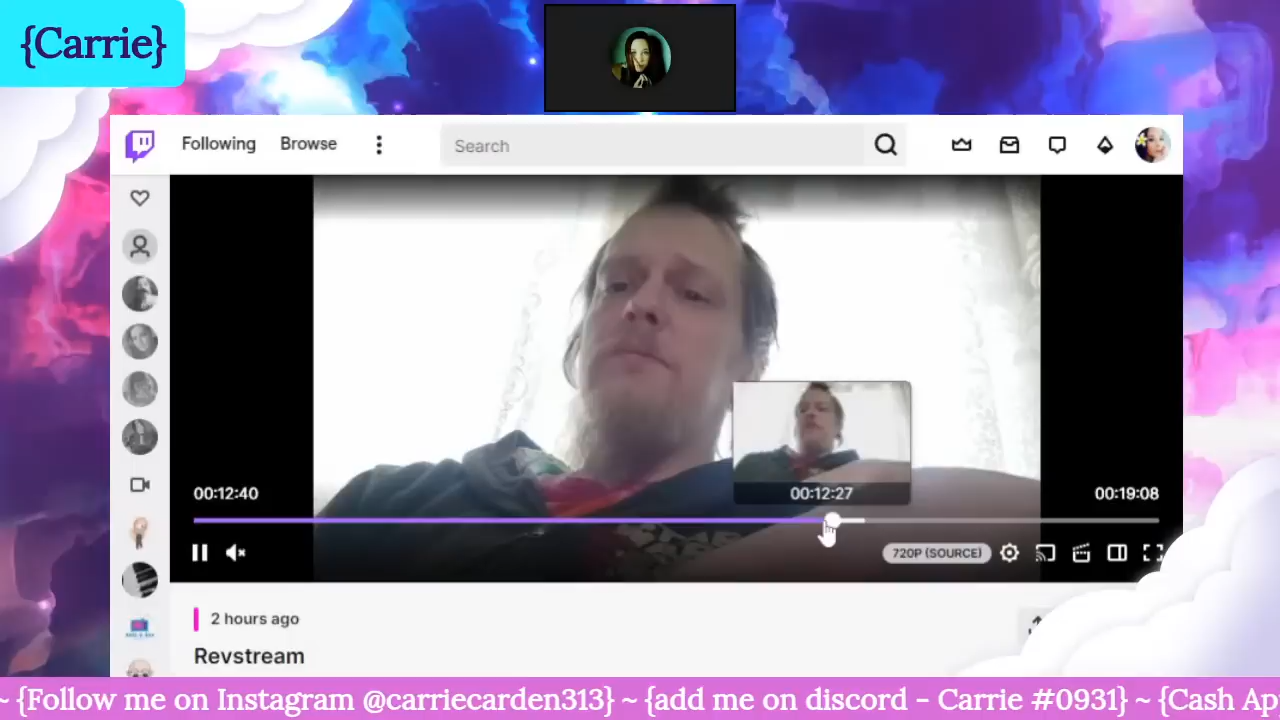 {Carrie}
Following Browse Search
00:12:27
00:12:40 00:19:08
720P (SOURCE)
2 hours ago
Revstream
~ {Follow me on Instagram @carriecarden313} ~ {add me on discord - Carrie #0931} ~ {Cash Ap